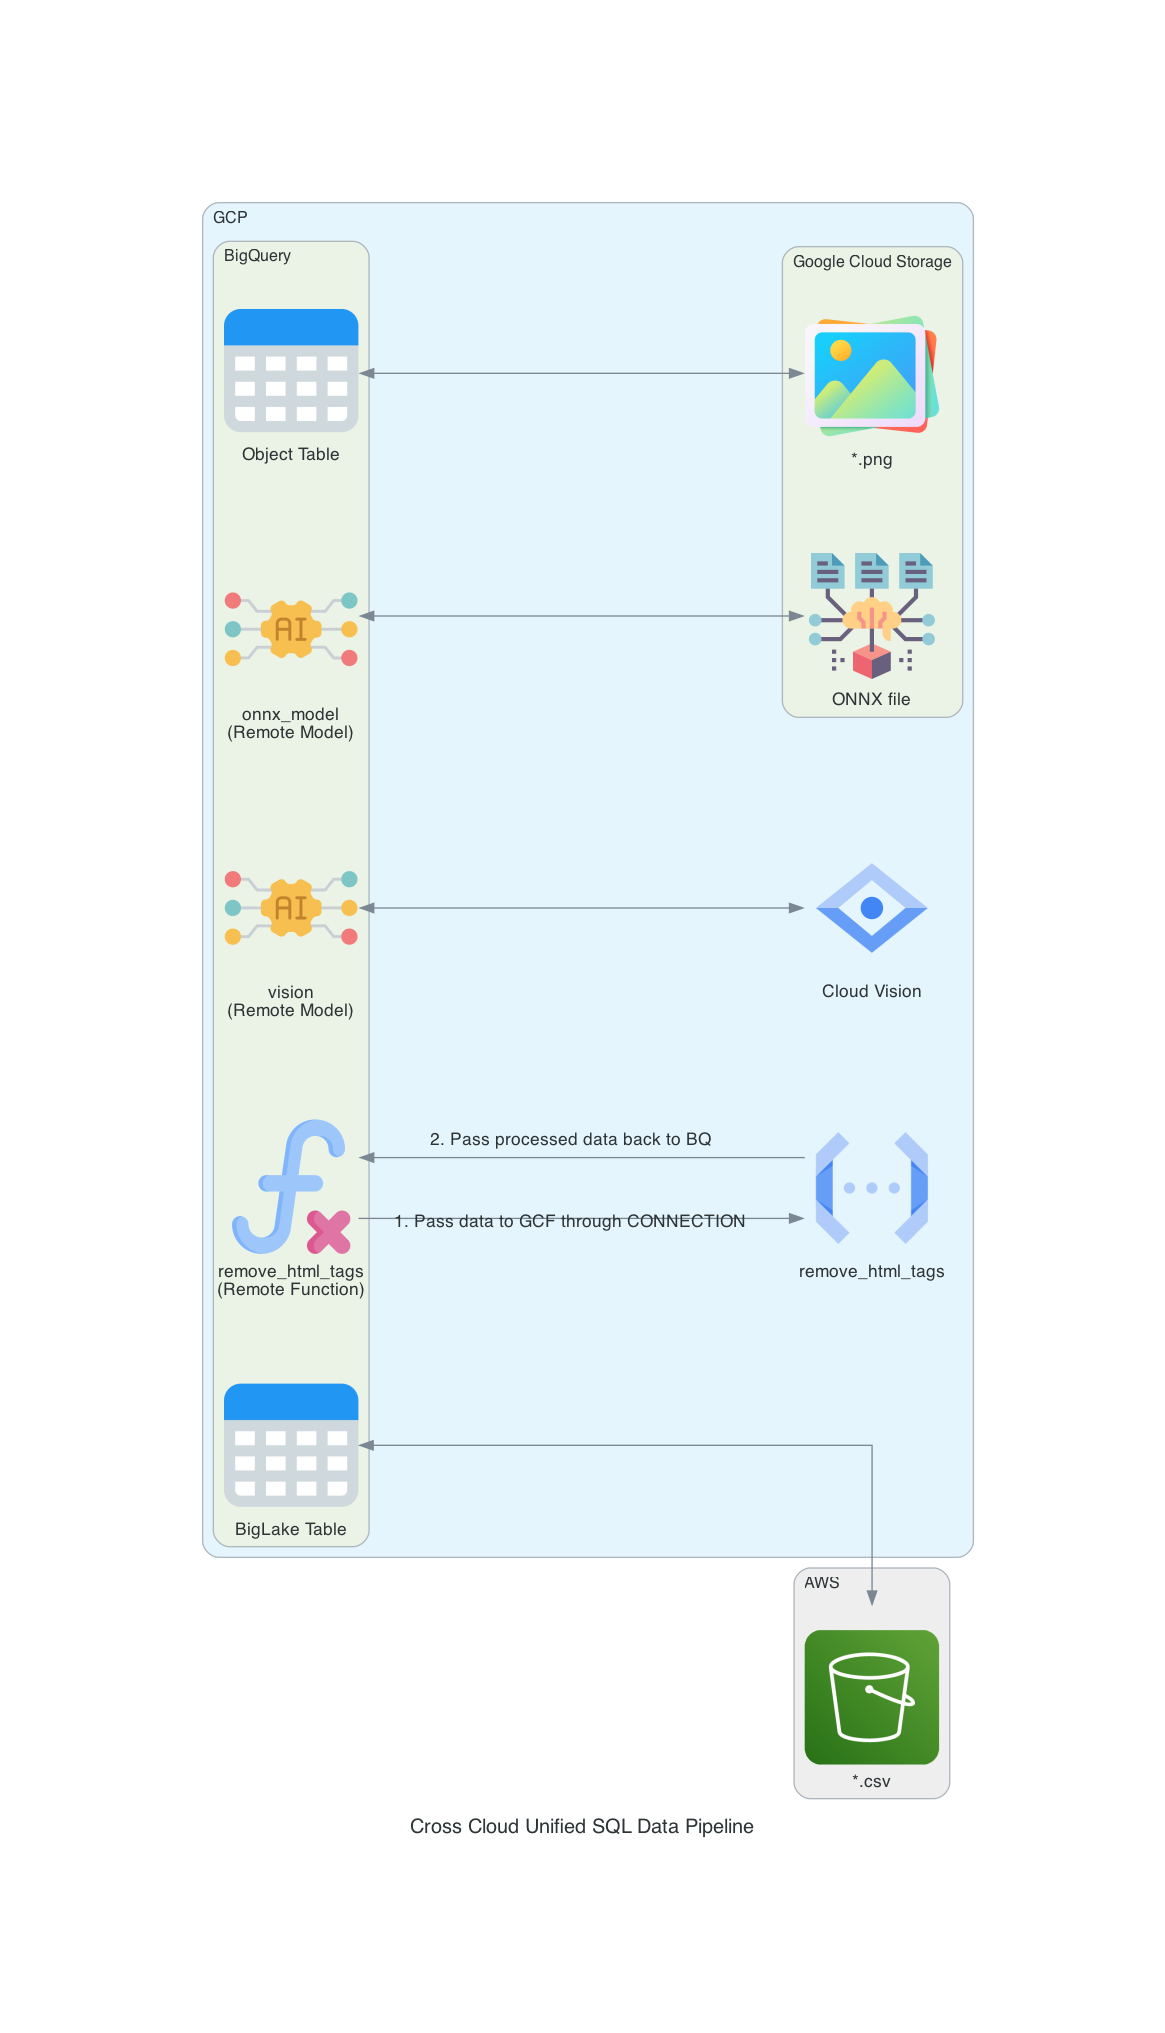 GCP
BigQuery
Google Cloud Storage
Object Table
*.png
AI
ONNX file
onnx_model
(Remote Model)
AI
vision
(Remote Model)
Cloud Vision
2. Pass processed data back to BQ
1. Pass data to GCF through CONNECTION
remove_html_tags
(Remote Function)
remove_html_tags
BigLake Table
AWS
*.csv
Cross Cloud Unified SQL Data Pipeline